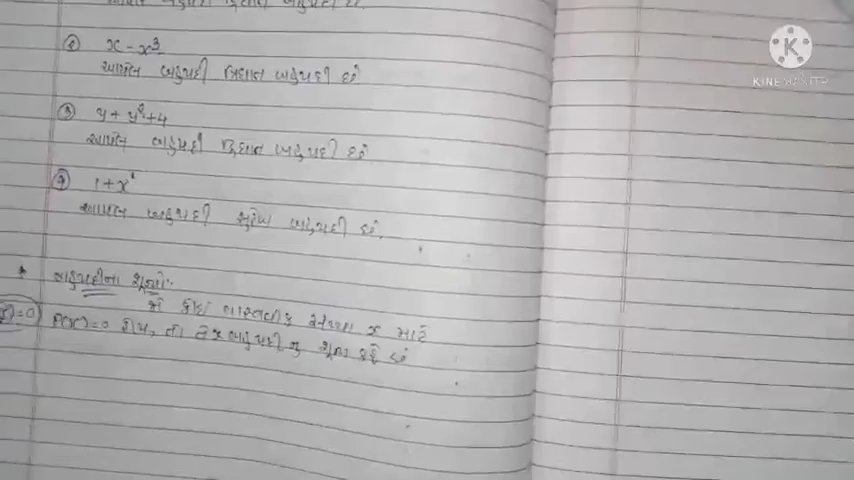 ② x - x³
આપેલ બહુપદી ત્રિઘાત બહુપદી છે.
③ y + y² + 4
આપેલ બહુપદી દ્વિઘાત બહુપદી છે.
1 + x¹
આપેલ બહુપદી સુરેખ બહુપદી છે.
* બહુપદીના શૂન્યો:-
જો કોઈ વાસ્તવીક સંખ્યા x માટે
P(x) = 0 હોય, તો તેને બહુપદી નુ શૂન્ય કહે છે
KINEMASTER